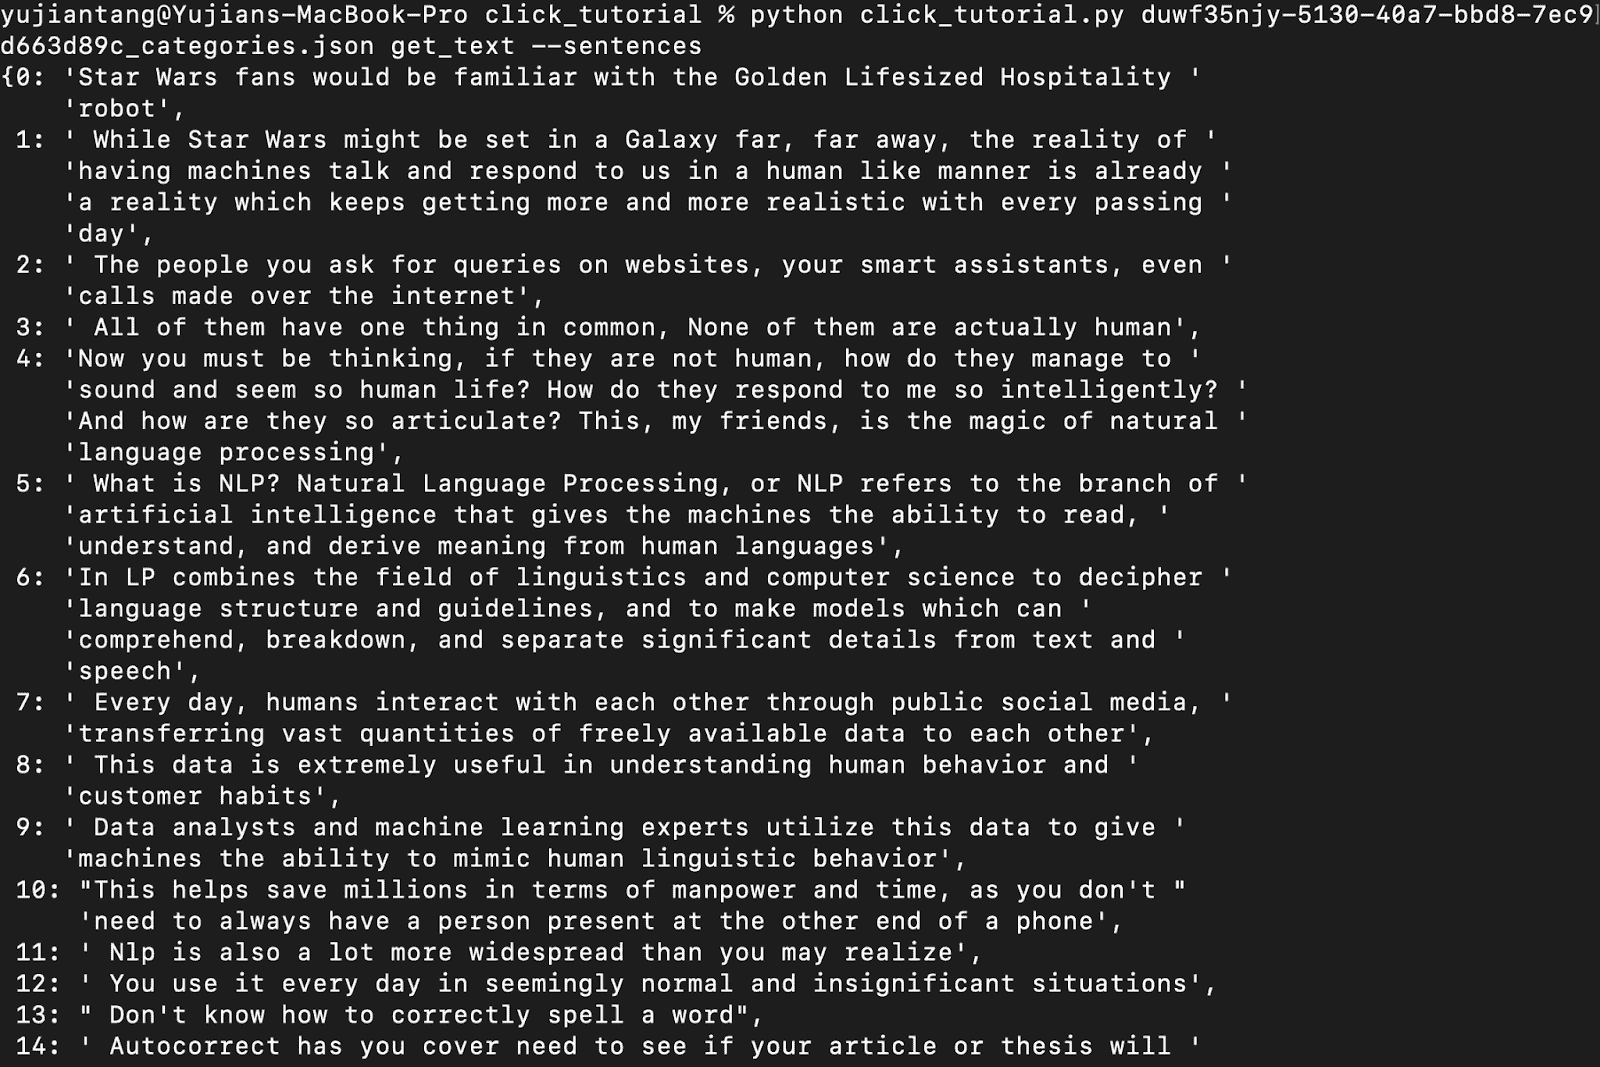 yujiantang@Yujians-MacBook-Pro click_tutorial % python click_tutorial.py duwf35njy-5130-40a7-bbd8-7ec9
d663d89c_categories.json get_text --sentences
{0: 'Star Wars fans would be familiar with the Golden Lifesized Hospitality '
    'robot',
 1: ' While Star Wars might be set in a Galaxy far, far away, the reality of '
    'having machines talk and respond to us in a human like manner is already '
    'a reality which keeps getting more and more realistic with every passing '
    'day',
 2: ' The people you ask for queries on websites, your smart assistants, even '
    'calls made over the internet',
 3: ' All of them have one thing in common, None of them are actually human',
 4: 'Now you must be thinking, if they are not human, how do they manage to '
    'sound and seem so human life? How do they respond to me so intelligently? '
    'And how are they so articulate? This, my friends, is the magic of natural '
    'language processing',
 5: ' What is NLP? Natural Language Processing, or NLP refers to the branch of '
    'artificial intelligence that gives the machines the ability to read, '
    'understand, and derive meaning from human languages',
 6: 'In LP combines the field of linguistics and computer science to decipher '
    'language structure and guidelines, and to make models which can '
    'comprehend, breakdown, and separate significant details from text and '
    'speech',
 7: ' Every day, humans interact with each other through public social media, '
    'transferring vast quantities of freely available data to each other',
 8: ' This data is extremely useful in understanding human behavior and '
    'customer habits',
 9: ' Data analysts and machine learning experts utilize this data to give '
    'machines the ability to mimic human linguistic behavior',
 10: "This helps save millions in terms of manpower and time, as you don't "
     'need to always have a person present at the other end of a phone',
 11: ' Nlp is also a lot more widespread than you may realize',
 12: ' You use it every day in seemingly normal and insignificant situations',
 13: " Don't know how to correctly spell a word",
 14: ' Autocorrect has you cover need to see if your article or thesis will '